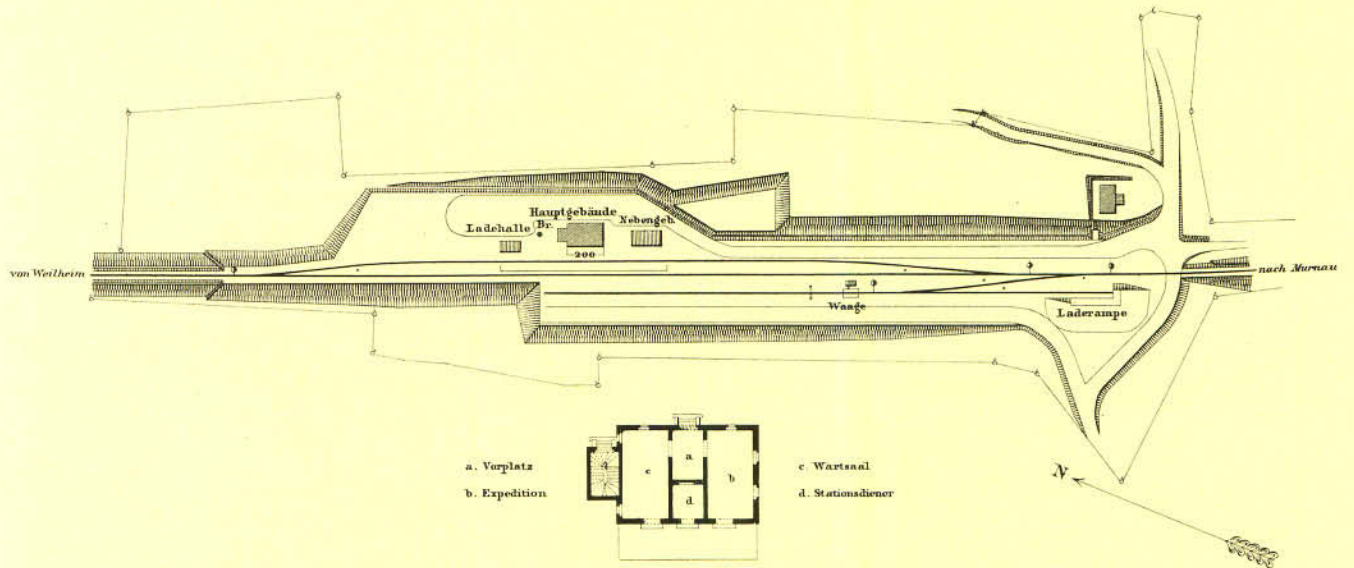 Hauptgebäude
Ladehalle Br. Nebengeb.
200
von Weilheim
nach Murnau
Waage
Laderampe
a. Vorplatz
b. Expedition
c Wartsaal
d. Stationsdiener
c
a
b
d
N